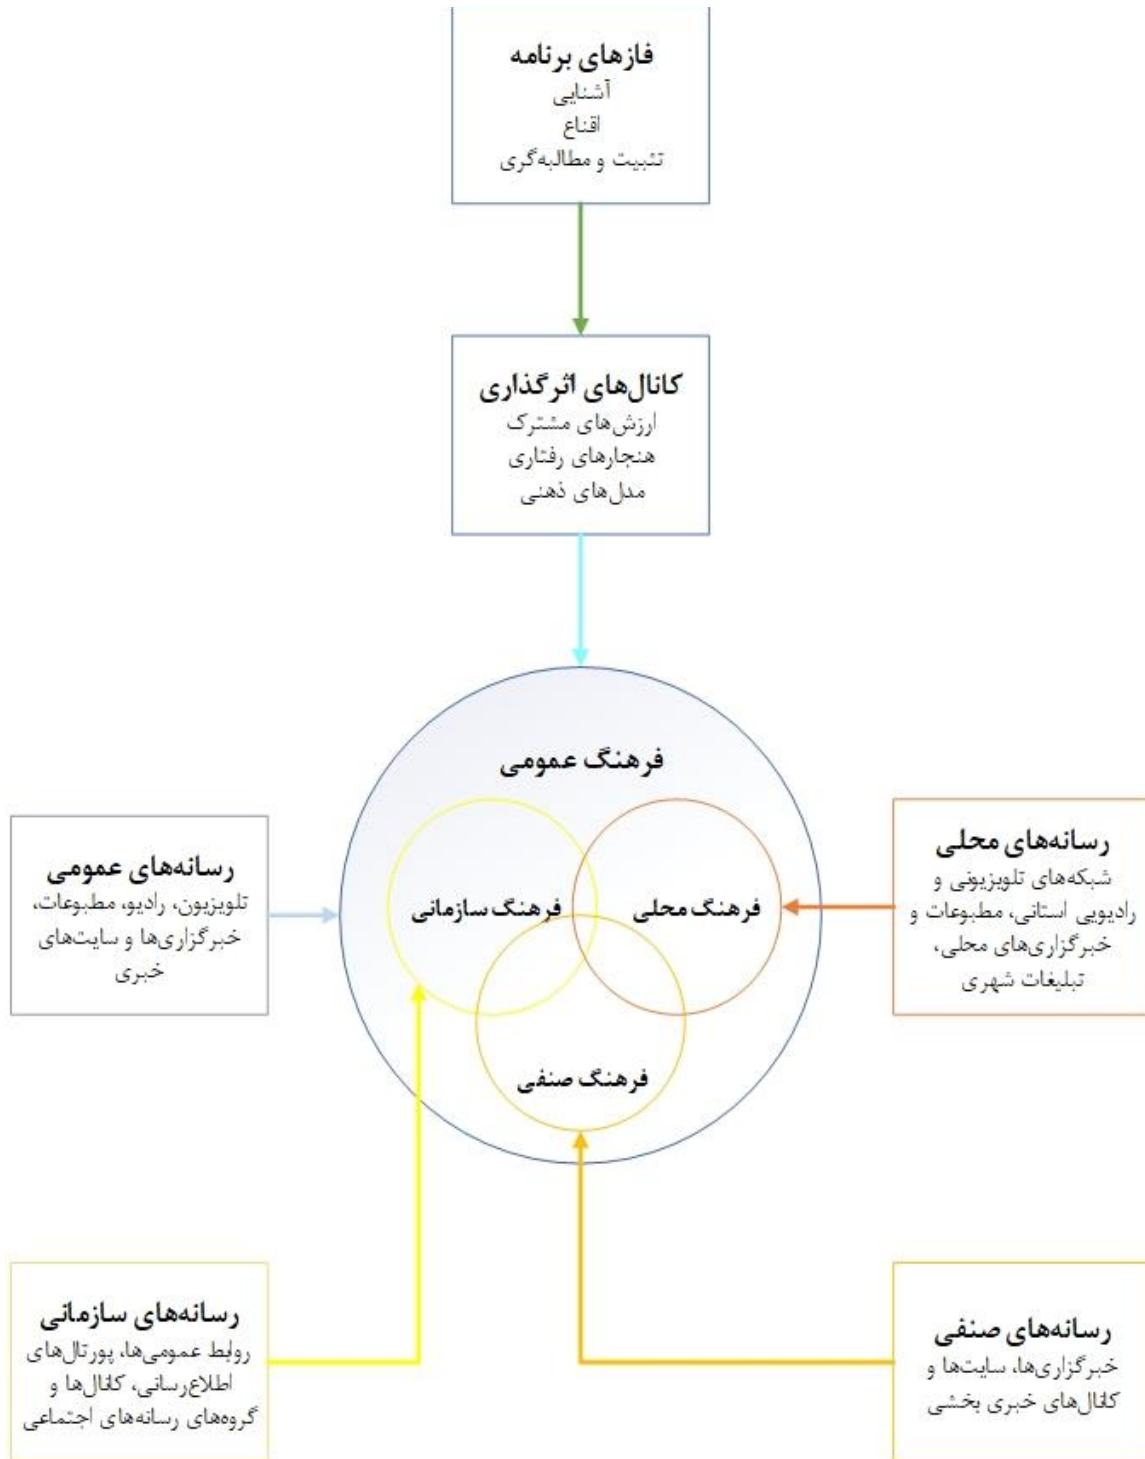 فازهای برنامه
آشنایی
اقناع
تثبیت و مطالبه‌گری
کانال‌های اثرگذاری
ارزش‌های مشترک
هنجارهای رفتاری
مدل‌های ذهنی
فرهنگ عمومی
فرهنگ محلی
فرهنگ سازمانی
فرهنگ صنفی
رسانه‌های محلی
شبکه‌های تلویزیونی و
رادیویی استانی، مطبوعات و
خبرگزاری‌های محلی،
تبلیغات شهری
رسانه‌های عمومی
تلویزیون، رادیو، مطبوعات،
خبرگزاری‌ها و سایت‌های
خبری
رسانه‌های صنفی
خبرگزاری‌ها، سایت‌ها و
کانال‌های خبری بخشی
رسانه‌های سازمانی
روابط عمومی‌ها، پورتال‌های
اطلاع‌رسانی، کانال‌ها و
گروه‌های رسانه‌های اجتماعی